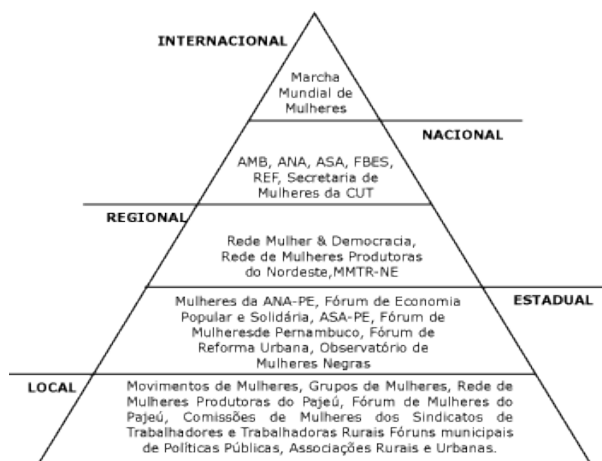 INTERNACIONAL
Marcha
Mundial de
Mulheres
NACIONAL
AMB, ANA, ASA, FBES,
REF, Secretaria de
Mulheres da CUT
REGIONAL
Rede Mulher & Democracia,
Rede de Mulheres Produtoras
do Nordeste,MMTR-NE
ESTADUAL
Mulheres da ANA-PE, Fórum de Economia
Popular e Solidária, ASA-PE, Fórum de
Mulheresde Pernambuco, Fórum de
Reforma Urbana, Observatório de
Mulheres Negras
LOCAL
Movimentos de Mulheres, Grupos de Mulheres, Rede de
Mulheres Produtoras do Pajeú, Fórum de Mulheres do
Pajeú, Comissões de Mulheres dos Sindicatos de
Trabalhadores e Trabalhadoras Rurais Fóruns municipais
de Políticas Públicas, Associações Rurais e Urbanas.